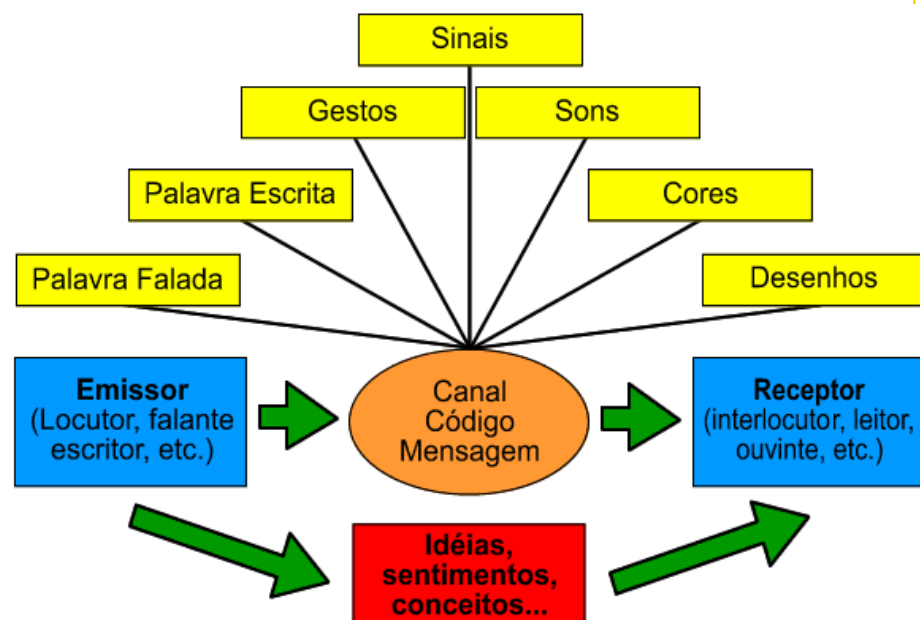 Sinais
Gestos
Sons
Palavra Escrita
Cores
Palavra Falada
Desenhos
Emissor
(Locutor, falante
escritor, etc.)
Canal
Código
Mensagem
Receptor
(interlocutor, leitor,
ouvinte, etc.)
Idéias,
sentimentos,
conceitos...